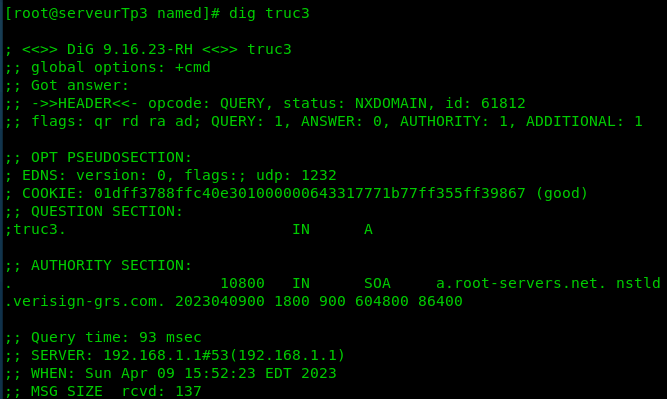 [root@serveurTp3 named]# dig truc3
; <<>> DiG 9.16.23-RH <<>> truc3
;; global options: +cmd
;; Got answer:
;; ->>HEADER<<- opcode: QUERY, status: NXDOMAIN, id: 61812
;; flags: qr rd ra ad; QUERY: 1, ANSWER: 0, AUTHORITY: 1, ADDITIONAL: 1
;; OPT PSEUDOSECTION:
; EDNS: version: 0, flags:; udp: 1232
; COOKIE: 01dff3788ffc40e301000000643317771b77ff355ff39867 (good)
;; QUESTION SECTION:
;truc3. IN A
;; AUTHORITY SECTION:
. 10800 IN SOA a.root-servers.net. nstld
.verisign-grs.com. 2023040900 1800 900 604800 86400
;; Query time: 93 msec
;; SERVER: 192.168.1.1#53(192.168.1.1)
;; WHEN: Sun Apr 09 15:52:23 EDT 2023
;; MSG SIZE  rcvd: 137